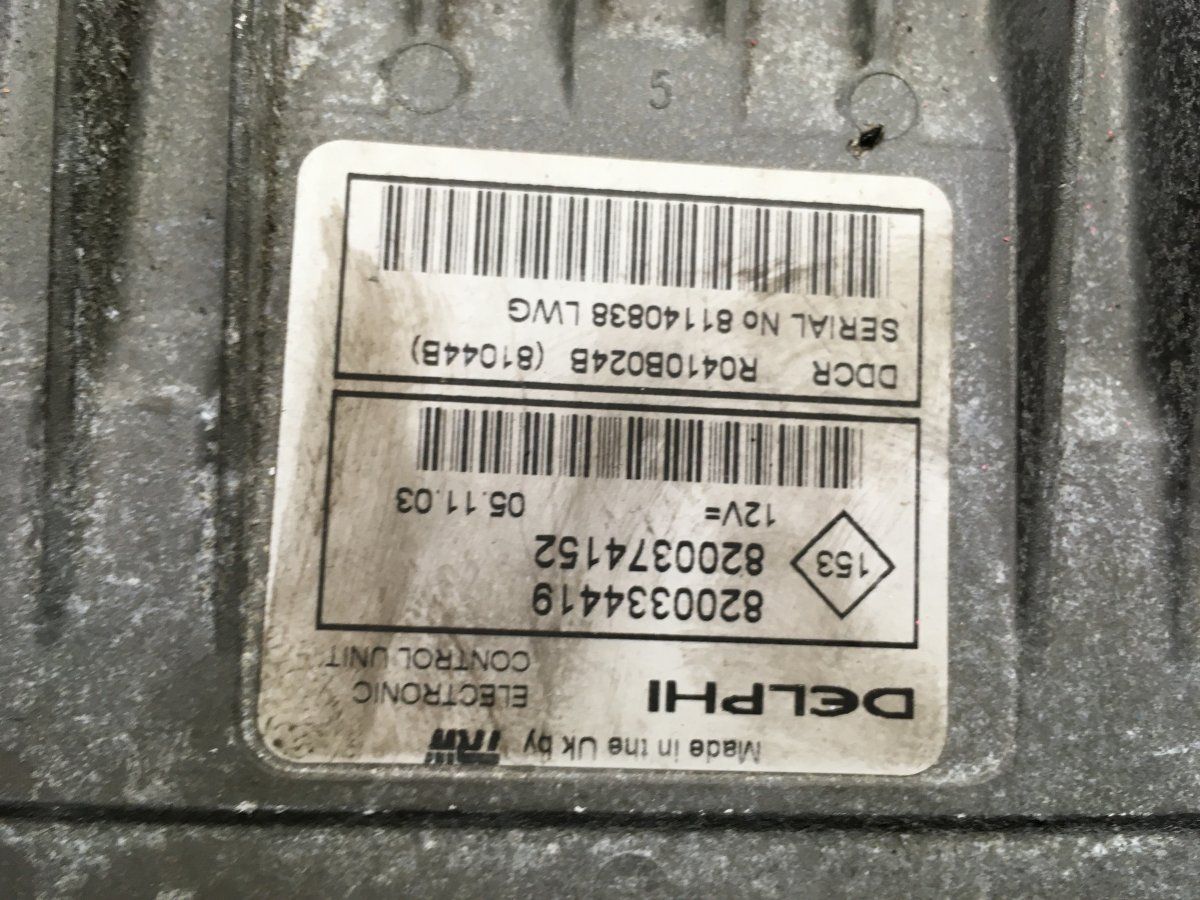 Made in the Uk by TRW
DELPHI
ELECTRONIC
CONTROL UNIT
153
8200334419
8200374152
12V= 05.11.03
DDCR R0410B024B (81044B)
SERIAL No 81140838 LWG
5